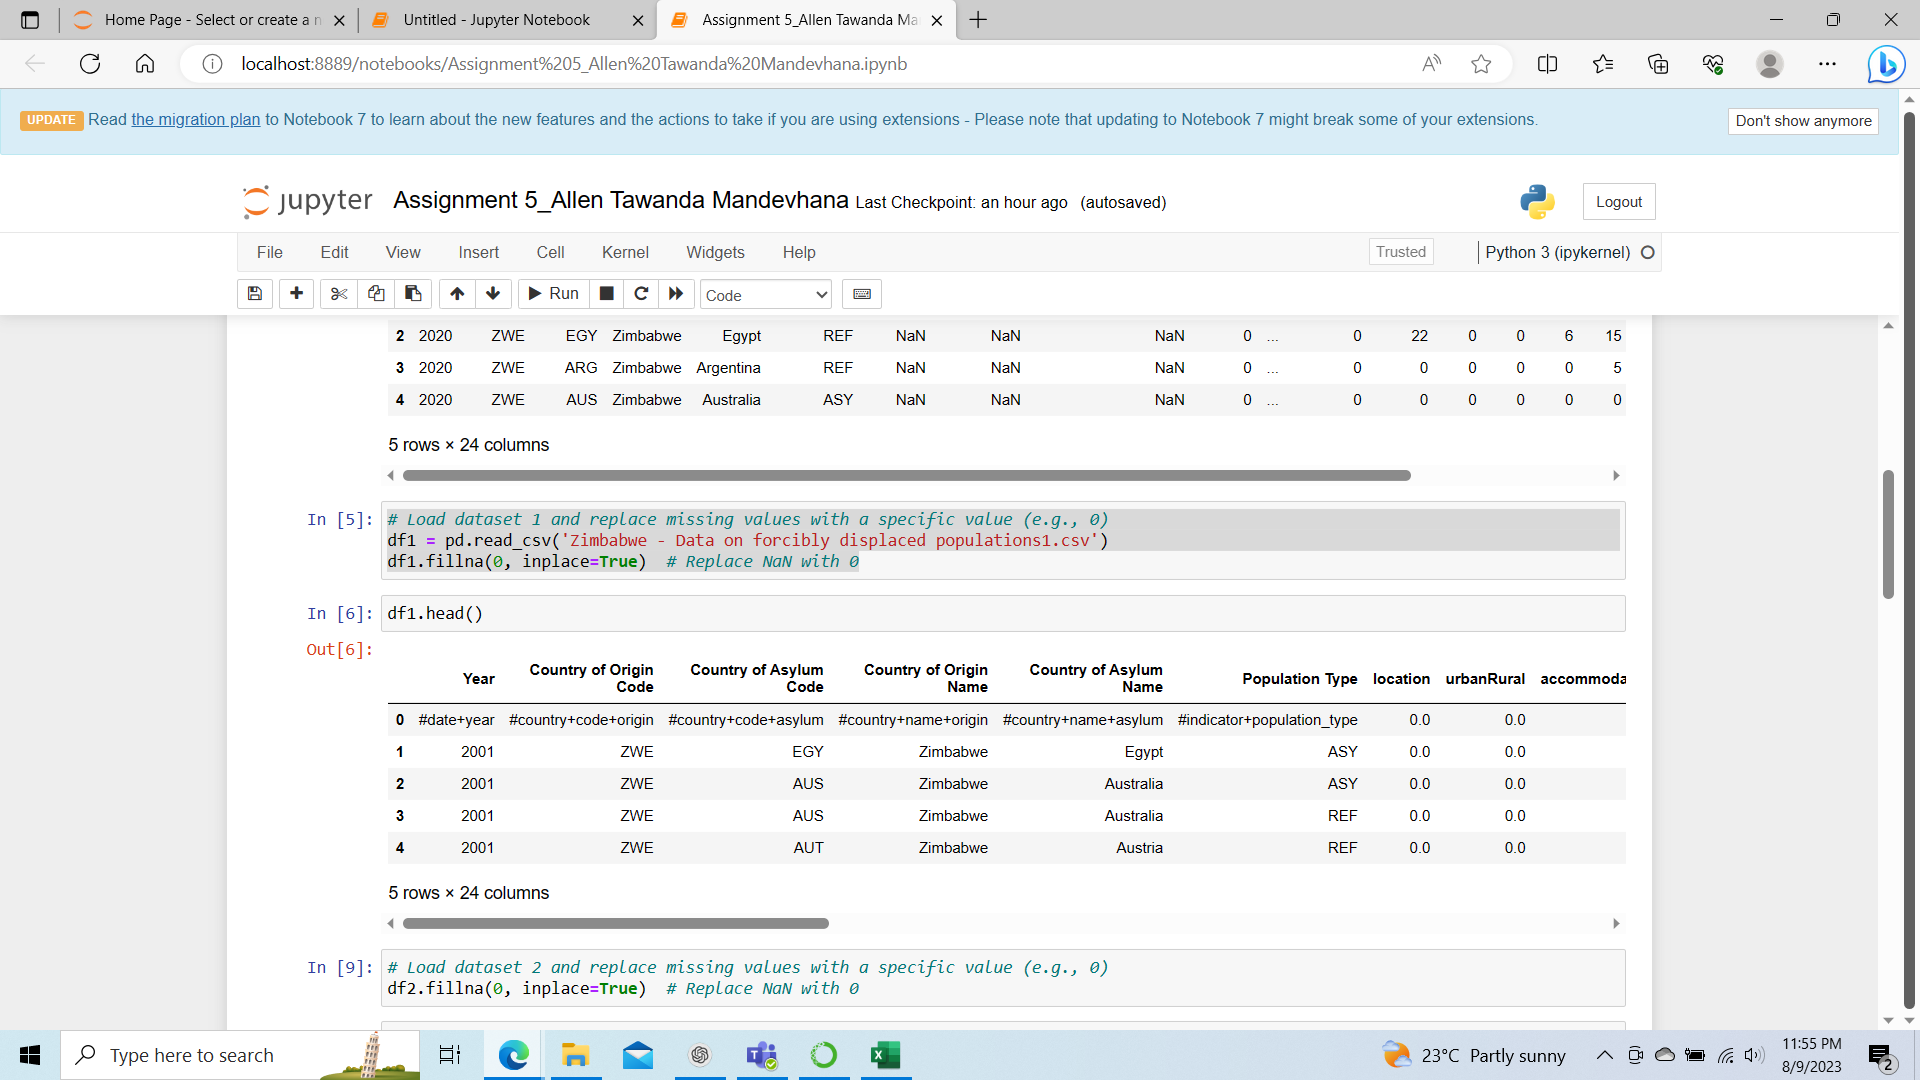 Home Page - Select or create a n
Untitled - Jupyter Notebook
Assignment 5_Allen Tawanda Ma
localhost:8889/notebooks/Assignment%205_Allen%20Tawanda%20Mandevhana.ipynb
UPDATE Read the migration plan to Notebook 7 to learn about the new features and the actions to take if you are using extensions - Please note that updating to Notebook 7 might break some of your extensions.
Don't show anymore
jupyter Assignment 5_Allen Tawanda Mandevhana Last Checkpoint: an hour ago (autosaved)
Logout
File Edit View Insert Cell Kernel Widgets Help
Trusted Python 3 (ipykernel)
Run Code
2 2020 ZWE EGY Zimbabwe Egypt REF NaN NaN NaN 0 ... 0 22 0 0 6 15
3 2020 ZWE ARG Zimbabwe Argentina REF NaN NaN NaN 0 ... 0 0 0 0 0 5
4 2020 ZWE AUS Zimbabwe Australia ASY NaN NaN NaN 0 ... 0 0 0 0 0 0
5 rows × 24 columns
In [5]: # Load dataset 1 and replace missing values with a specific value (e.g., 0)
df1 = pd.read_csv('Zimbabwe - Data on forcibly displaced populations1.csv')
df1.fillna(0, inplace=True)  # Replace NaN with 0
In [6]: df1.head()
Out[6]:
Year Country of Origin Code Country of Asylum Code Country of Origin Name Country of Asylum Name Population Type location urbanRural accommoda
0 #date+year #country+code+origin #country+code+asylum #country+name+origin #country+name+asylum #indicator+population_type 0.0 0.0
1 2001 ZWE EGY Zimbabwe Egypt ASY 0.0 0.0
2 2001 ZWE AUS Zimbabwe Australia ASY 0.0 0.0
3 2001 ZWE AUS Zimbabwe Australia REF 0.0 0.0
4 2001 ZWE AUT Zimbabwe Austria REF 0.0 0.0
5 rows × 24 columns
In [9]: # Load dataset 2 and replace missing values with a specific value (e.g., 0)
df2.fillna(0, inplace=True)  # Replace NaN with 0
Type here to search
23°C Partly sunny
11:55 PM
8/9/2023
2